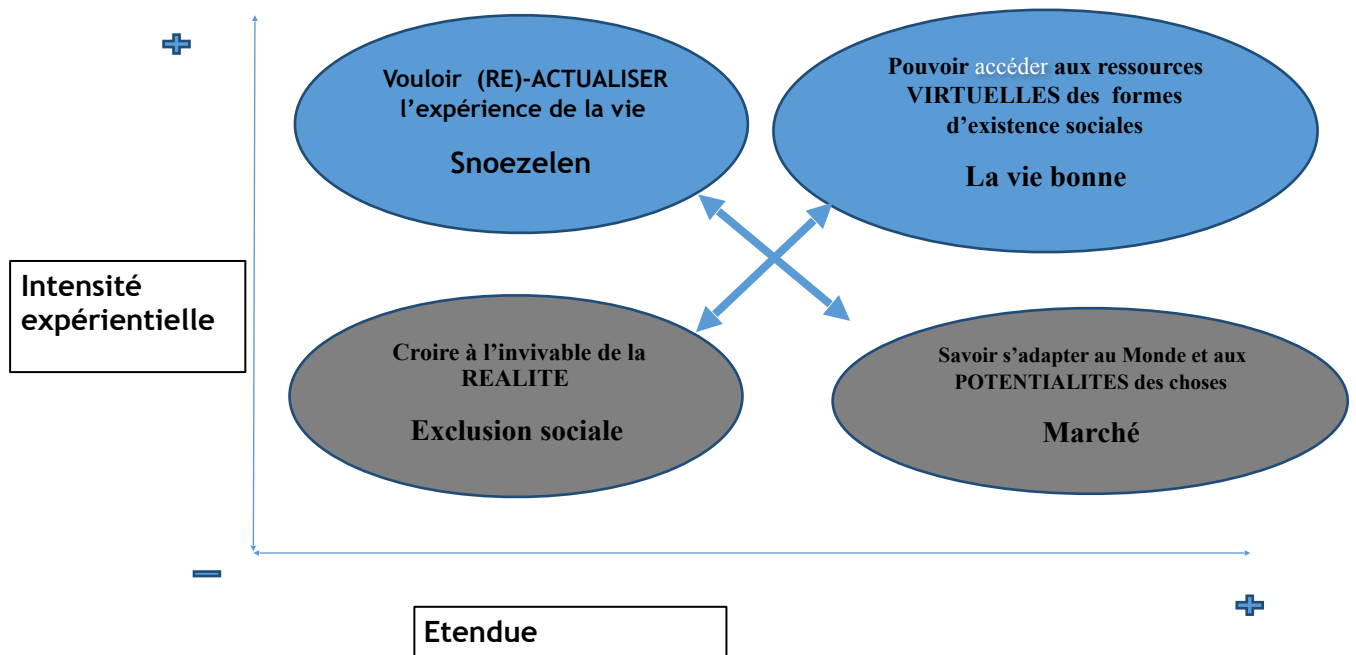 Vouloir (RE)-ACTUALISER
l’expérience de la vie
Snoezelen
Pouvoir accéder aux ressources
VIRTUELLES des formes
d’existence sociales
La vie bonne
Intensité
expérientielle
Croire à l’invivable de la
REALITE
Exclusion sociale
Savoir s’adapter au Monde et aux
POTENTIALITES des choses
Marché
Etendue